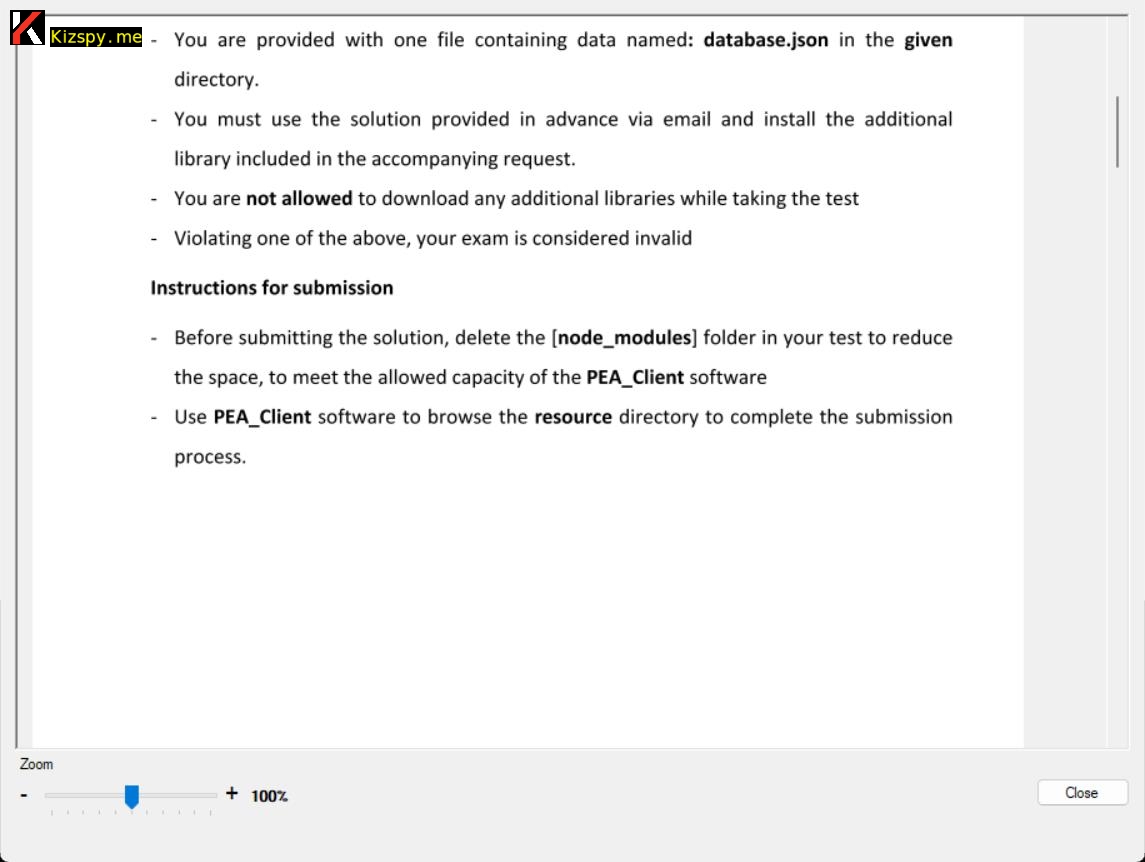 Kizspy.me
- You are provided with one file containing data named: database.json in the given
directory.
- You must use the solution provided in advance via email and install the additional
library included in the accompanying request.
- You are not allowed to download any additional libraries while taking the test
- Violating one of the above, your exam is considered invalid
Instructions for submission
- Before submitting the solution, delete the [node_modules] folder in your test to reduce
the space, to meet the allowed capacity of the PEA_Client software
- Use PEA_Client software to browse the resource directory to complete the submission
process.
Zoom
- + 100%
Close